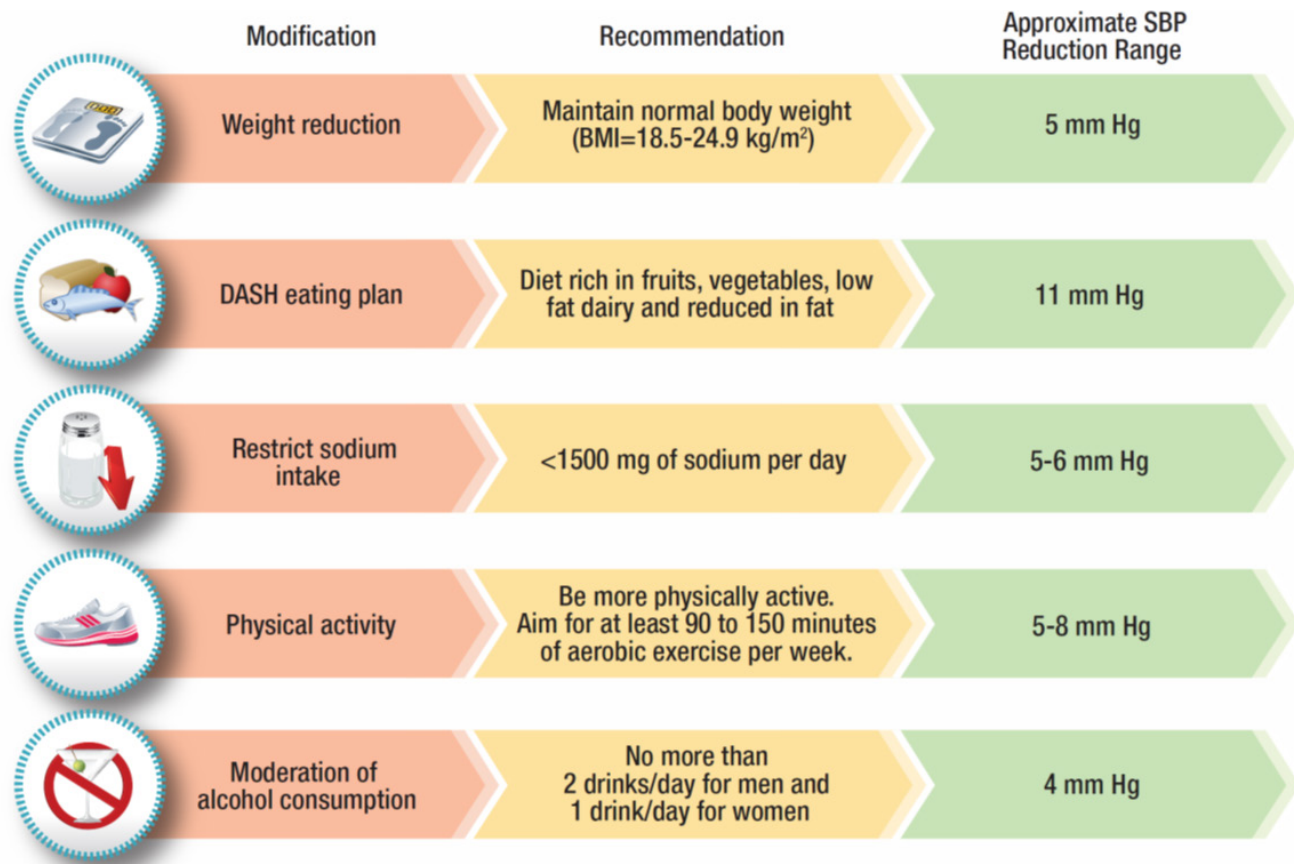 Modification
Recommendation
Approximate SBP
Reduction Range
Weight reduction
Maintain normal body weight
(BMI=18.5-24.9 kg/m²)
5 mm Hg
DASH eating plan
Diet rich in fruits, vegetables, low
fat dairy and reduced in fat
11 mm Hg
Restrict sodium
intake
<1500 mg of sodium per day
5-6 mm Hg
Physical activity
Be more physically active.
Aim for at least 90 to 150 minutes
of aerobic exercise per week.
5-8 mm Hg
Moderation of
alcohol consumption
No more than
2 drinks/day for men and
1 drink/day for women
4 mm Hg